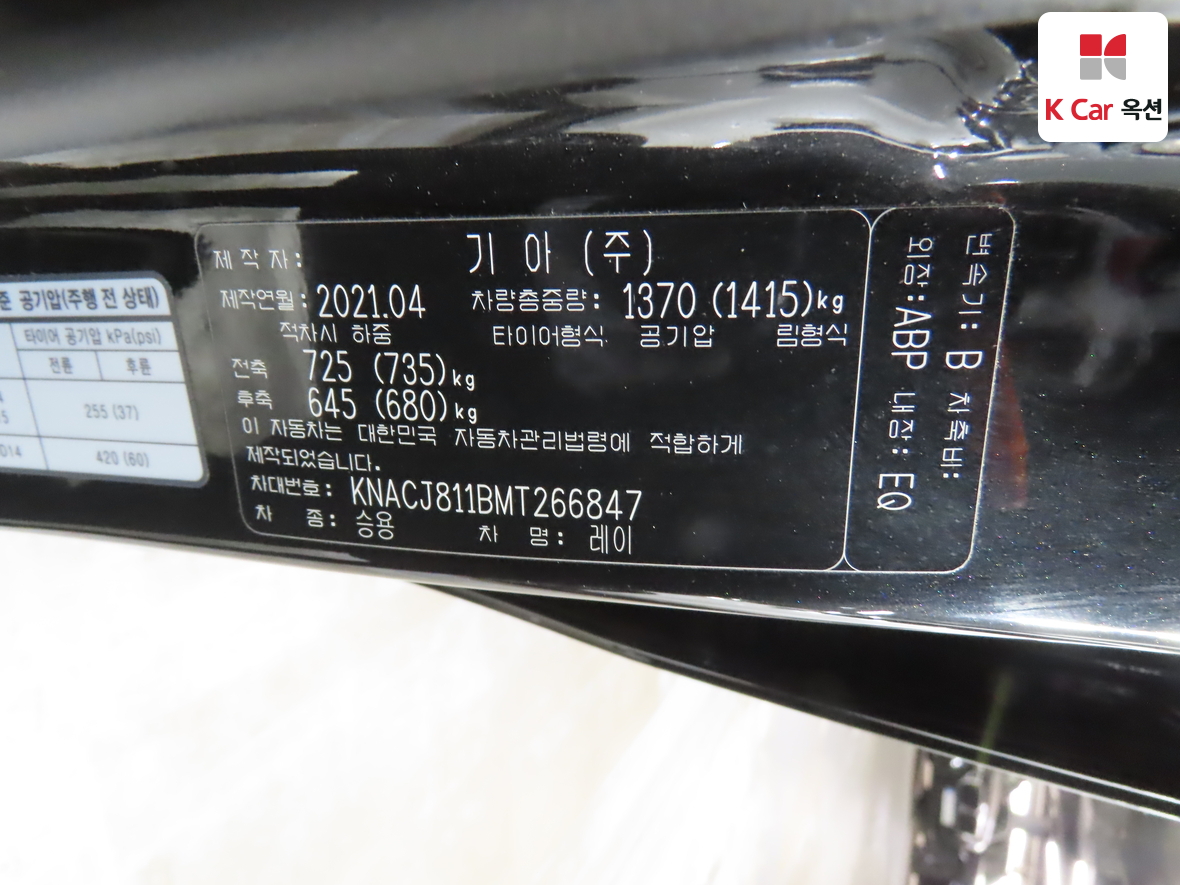 K Car 옥션
준 공기압(주행 전 상태)
타이어 공기압 kPa(psi)
전륜 후륜
255 (37)
420 (60)
제작자: 기아(주)
제작연월: 2021.04 차량총중량: 1370 (1415)kg
적차시 하중 타이어형식 공기압 림형식
전축 725 (735)kg
후축 645 (680)kg
이 자동차는 대한민국 자동차관리법령에 적합하게
제작되었습니다.
차대번호: KNACJ811BMT266847
차 종: 승용 차 명: 레이
변속기: B 차축비:
외장: ABP 내장: EQ